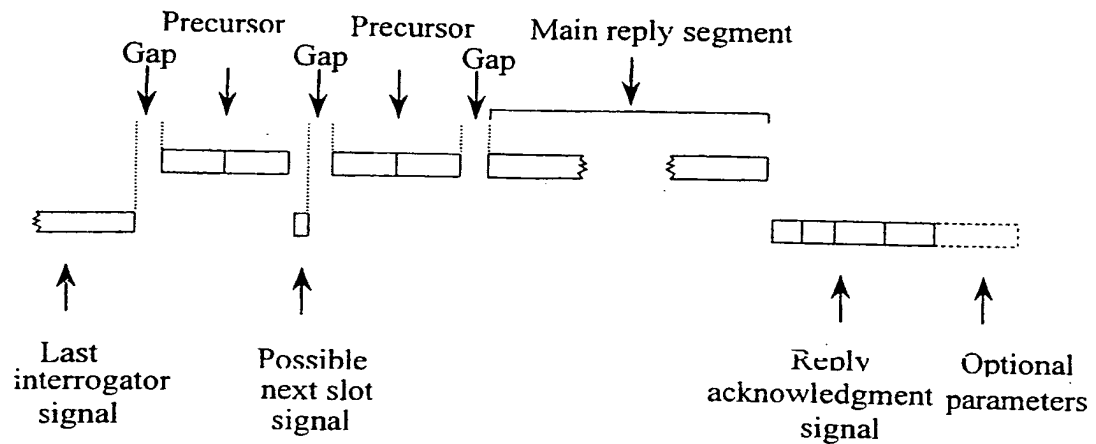 Precursor
Precursor
Main reply segment
Gap
Gap
Gap
Last
interrogator
signal
Possible
next slot
signal
Reply
acknowledgment
signal
Optional
parameters